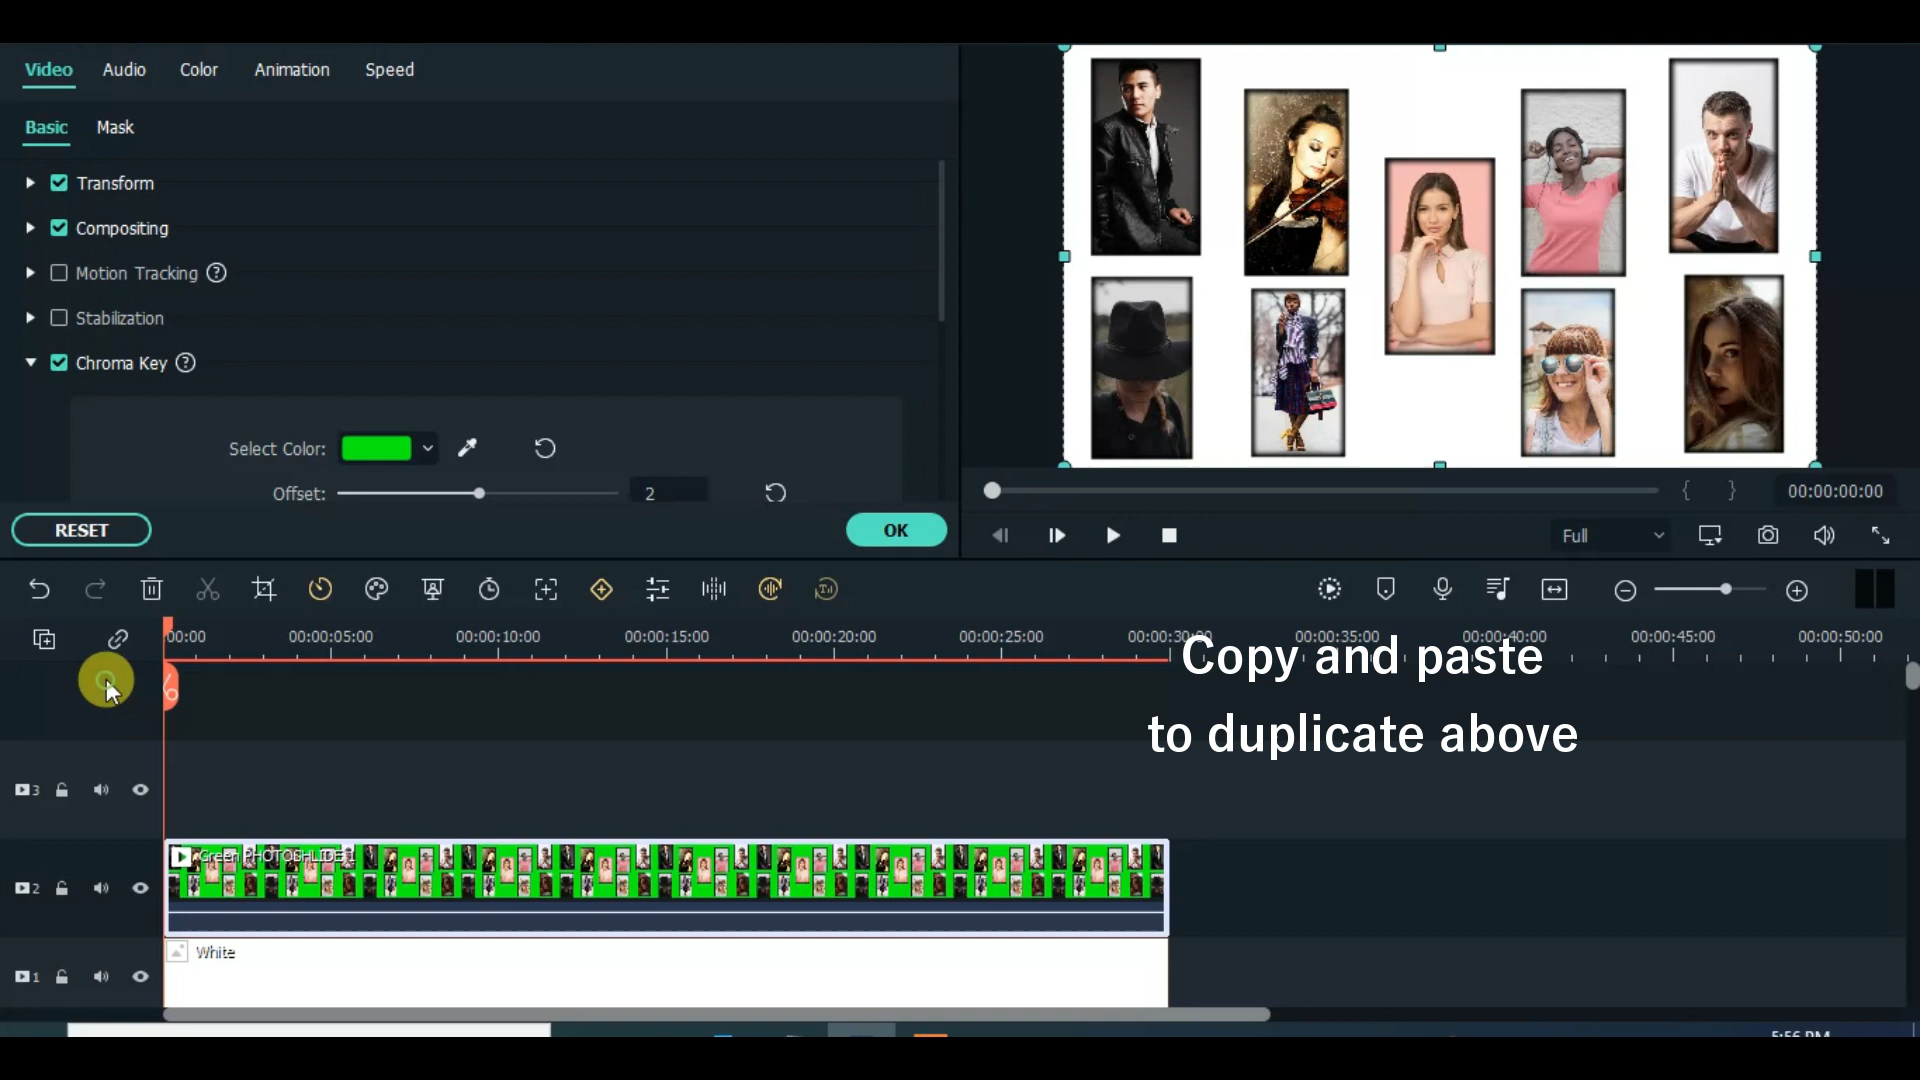 Video Audio Color Animation Speed
Basic Mask
Transform
Compositing
Motion Tracking ?
Stabilization
Chroma Key ?
Select Color:
Offset: 2
RESET OK
{ } 00:00:00:00
Full
00:00 00:00:05:00 00:00:10:00 00:00:15:00 00:00:20:00 00:00:25:00 00:00:30:00 00:00:35:00 00:00:40:00 00:00:45:00 00:00:50:00
Copy and paste
to duplicate above
3
Green PHOTOSHLIDE 1
2
White
1
5:56 PM